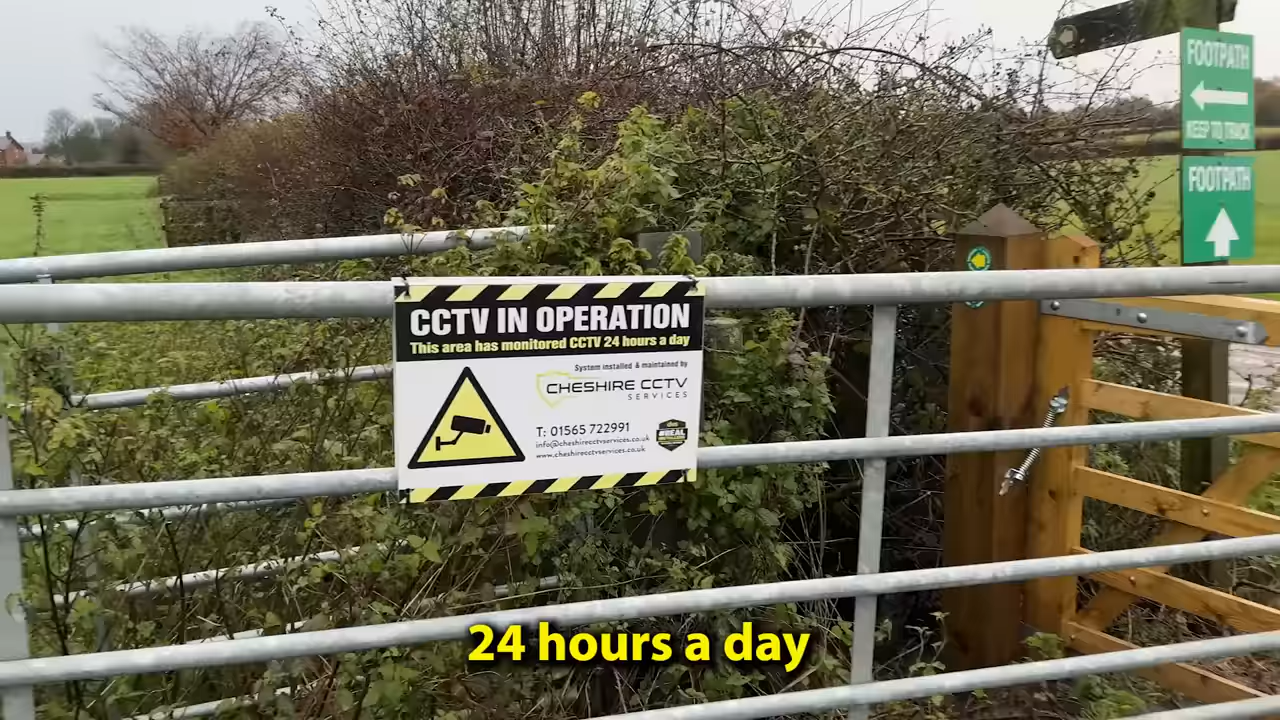 FOOTPATH
KEEP TO TRACK
FOOTPATH
CCTV IN OPERATION
This area has monitored CCTV 24 hours a day
System installed & maintained by
CHESHIRE CCTV
SERVICES
T: 01565 722991
info@cheshirecctvservices.co.uk
www.cheshirecctvservices.co.uk
24 hours a day